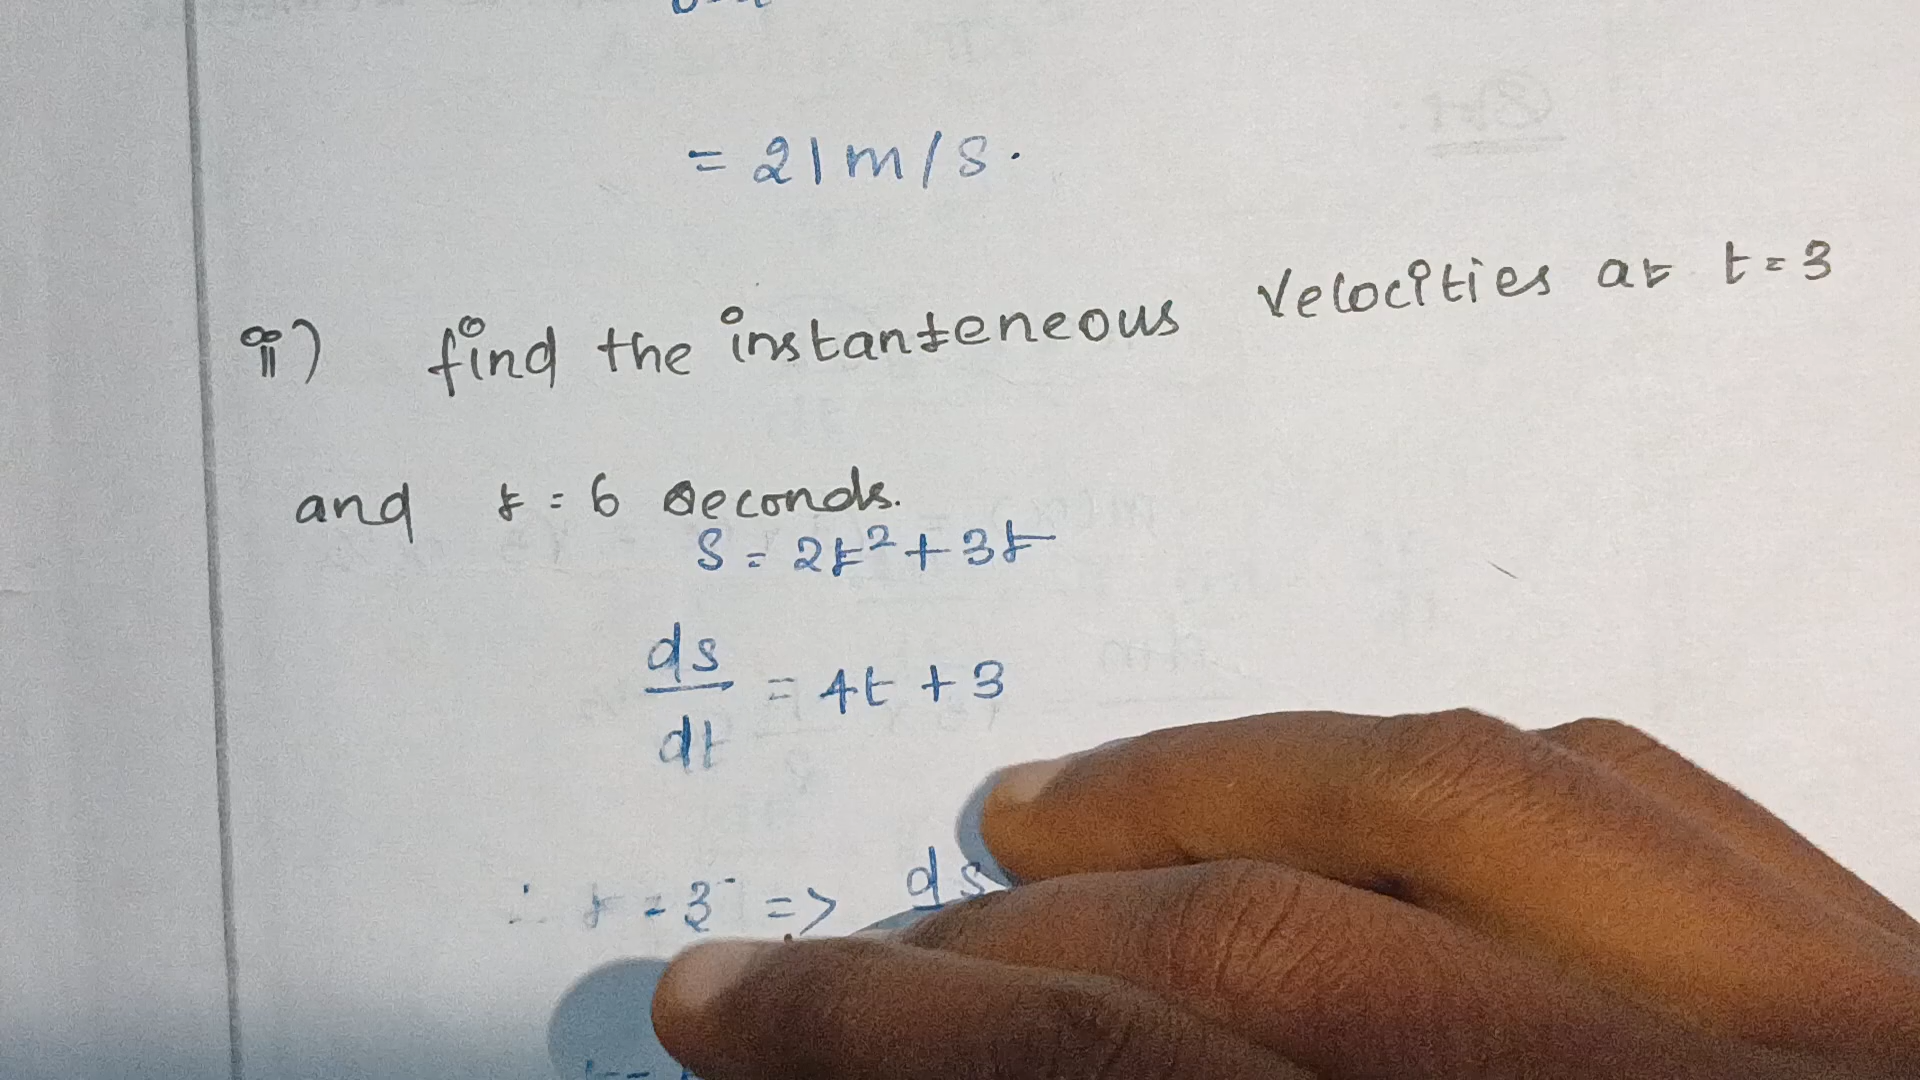 = 21 m/s.
ii) find the instanteneous velocities at t = 3
and t = 6 seconds.
S = 2t² + 3t
ds/dt = 4t + 3
∴ t = 3 => ds